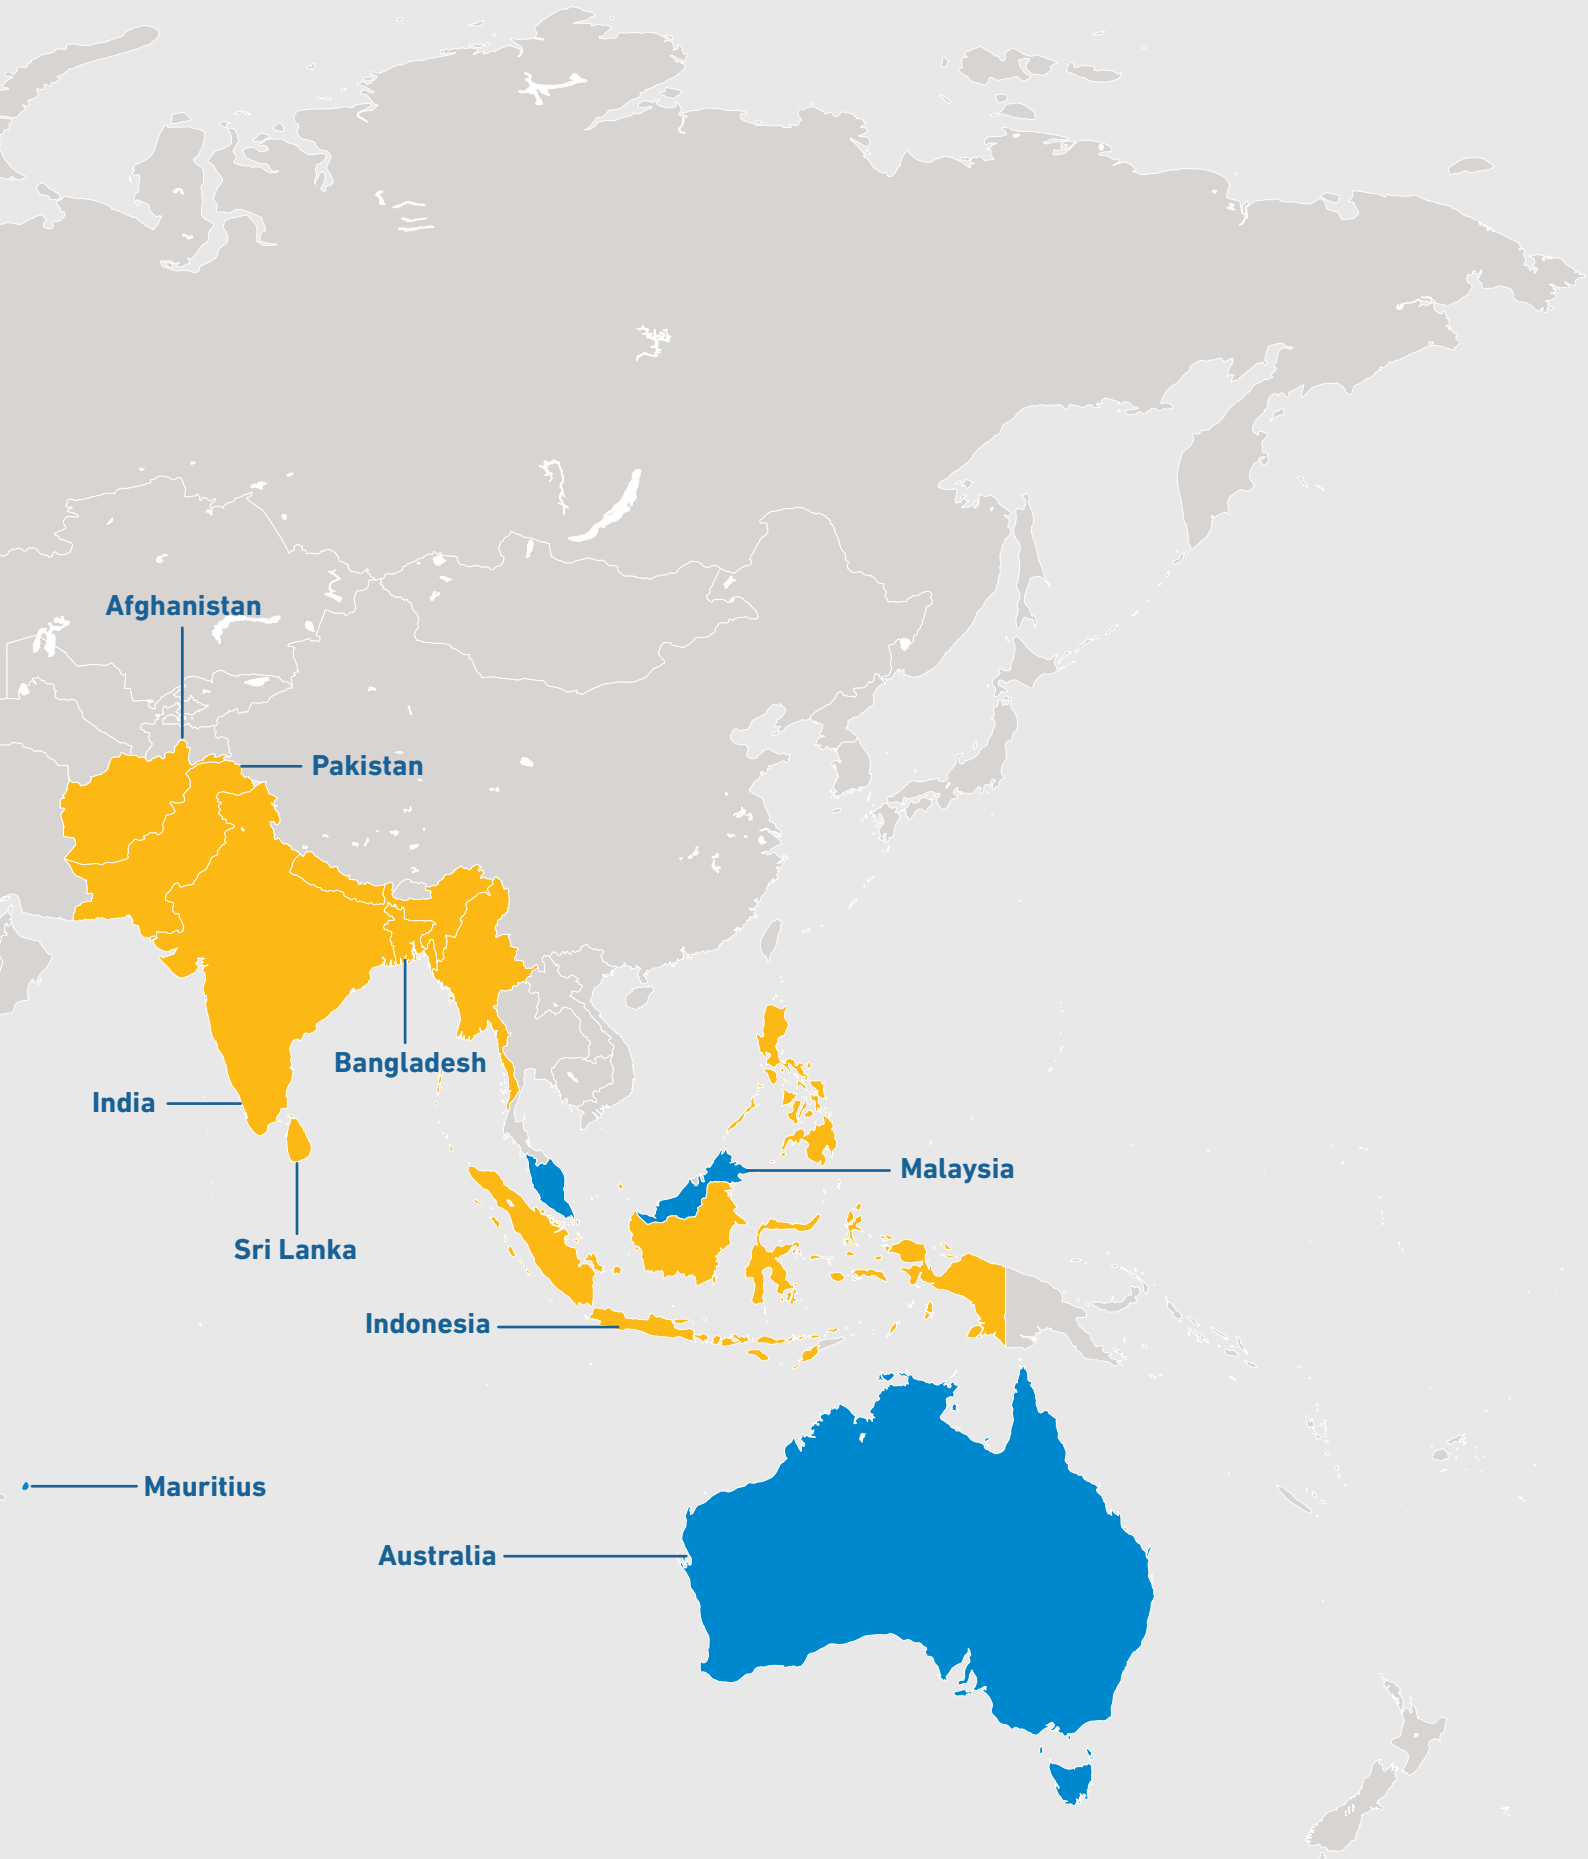 Afghanistan
Pakistan
Bangladesh
India
Malaysia
Sri Lanka
Indonesia
Mauritius
Australia